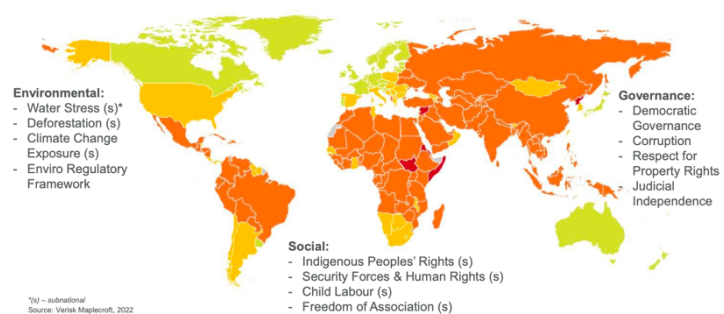 Environmental:
- Water Stress (s)*
- Deforestation (s)
- Climate Change
Exposure (s)
- Enviro Regulatory
Framework
Governance:
- Democratic
Governance
- Corruption
- Respect for
Property Rights
- Judicial
Independence
Social:
- Indigenous Peoples' Rights (s)
- Security Forces & Human Rights (s)
- Child Labour (s)
- Freedom of Association (s)
*(s) – subnational
Source: Verisk Maplecroft, 2022